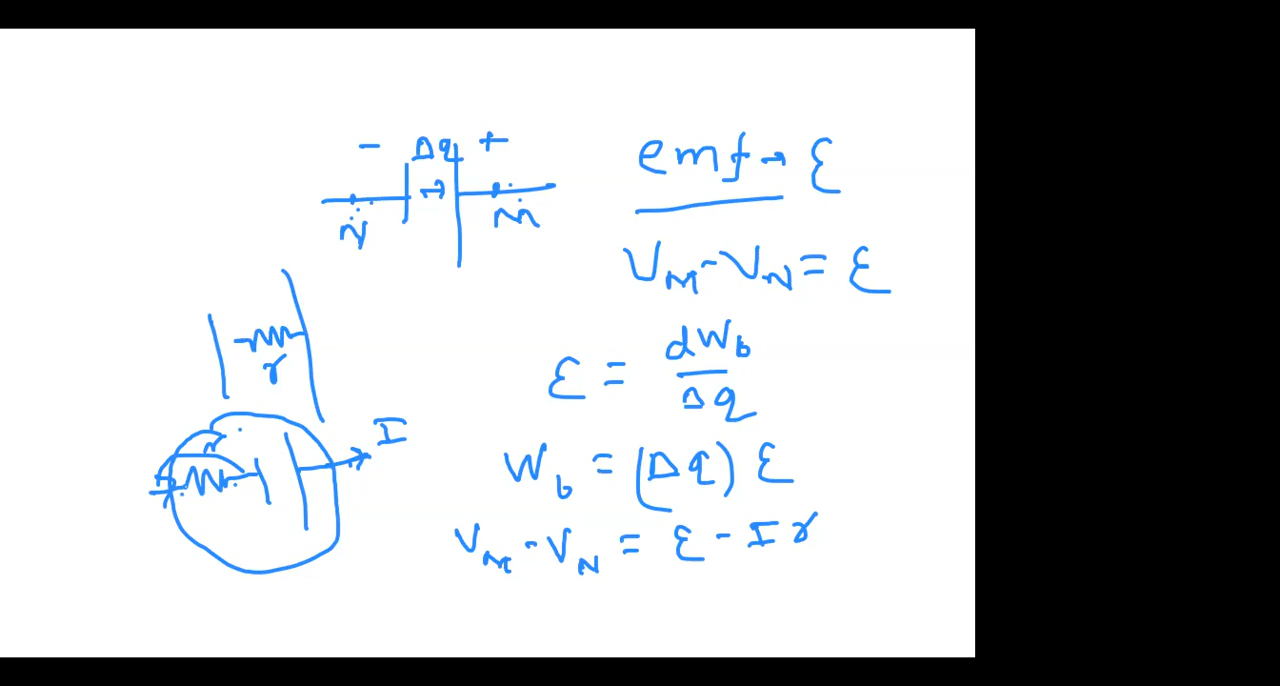 - Δq +
emf → ε
N M
V_M - V_N = ε
r
ε = dW_b / Δq
I
r
W_b = (Δq) ε
V_M - V_N = ε - I r